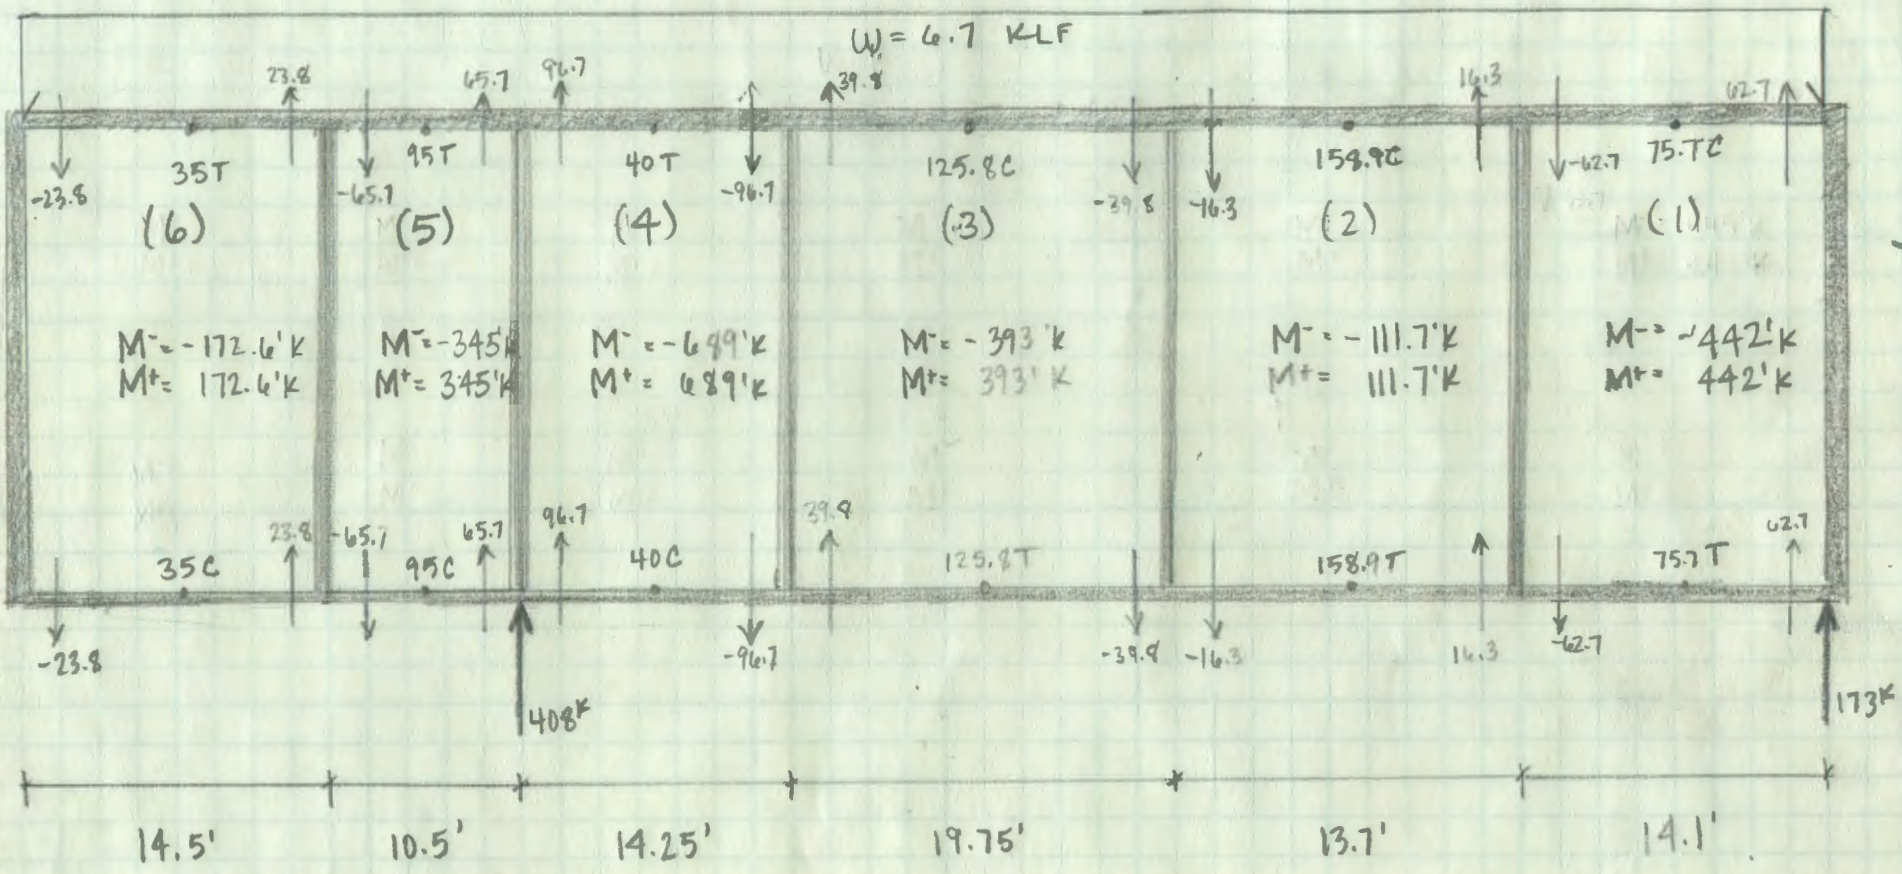 W = 6.7 KLF
23.8 65.7 96.7 39.8 16.3 62.7
35T 95T 40T 125.8C 158.9C 75.7C
-23.8 -65.7 -96.7 -39.8 -16.3 -62.7
(6) (5) (4) (3) (2) (1)
M⁻= -172.6'K M⁻= -345'K M⁻ = -689'K M⁻= -393'K M⁻ = -111.7'K M⁻= -442'K
M⁺= 172.6'K M⁺= 345'K M⁺ = 689'K M⁺= 393'K M⁺= 111.7'K M⁺= 442'K
23.8 -65.7 65.7 96.7 39.8 62.7
35C 95C 40C 125.8T 158.9T 75.7T
-23.8 -96.7 -39.8 -16.3 16.3 -62.7
408ᴷ 173ᴷ
14.5' 10.5' 14.25' 19.75' 13.7' 14.1'